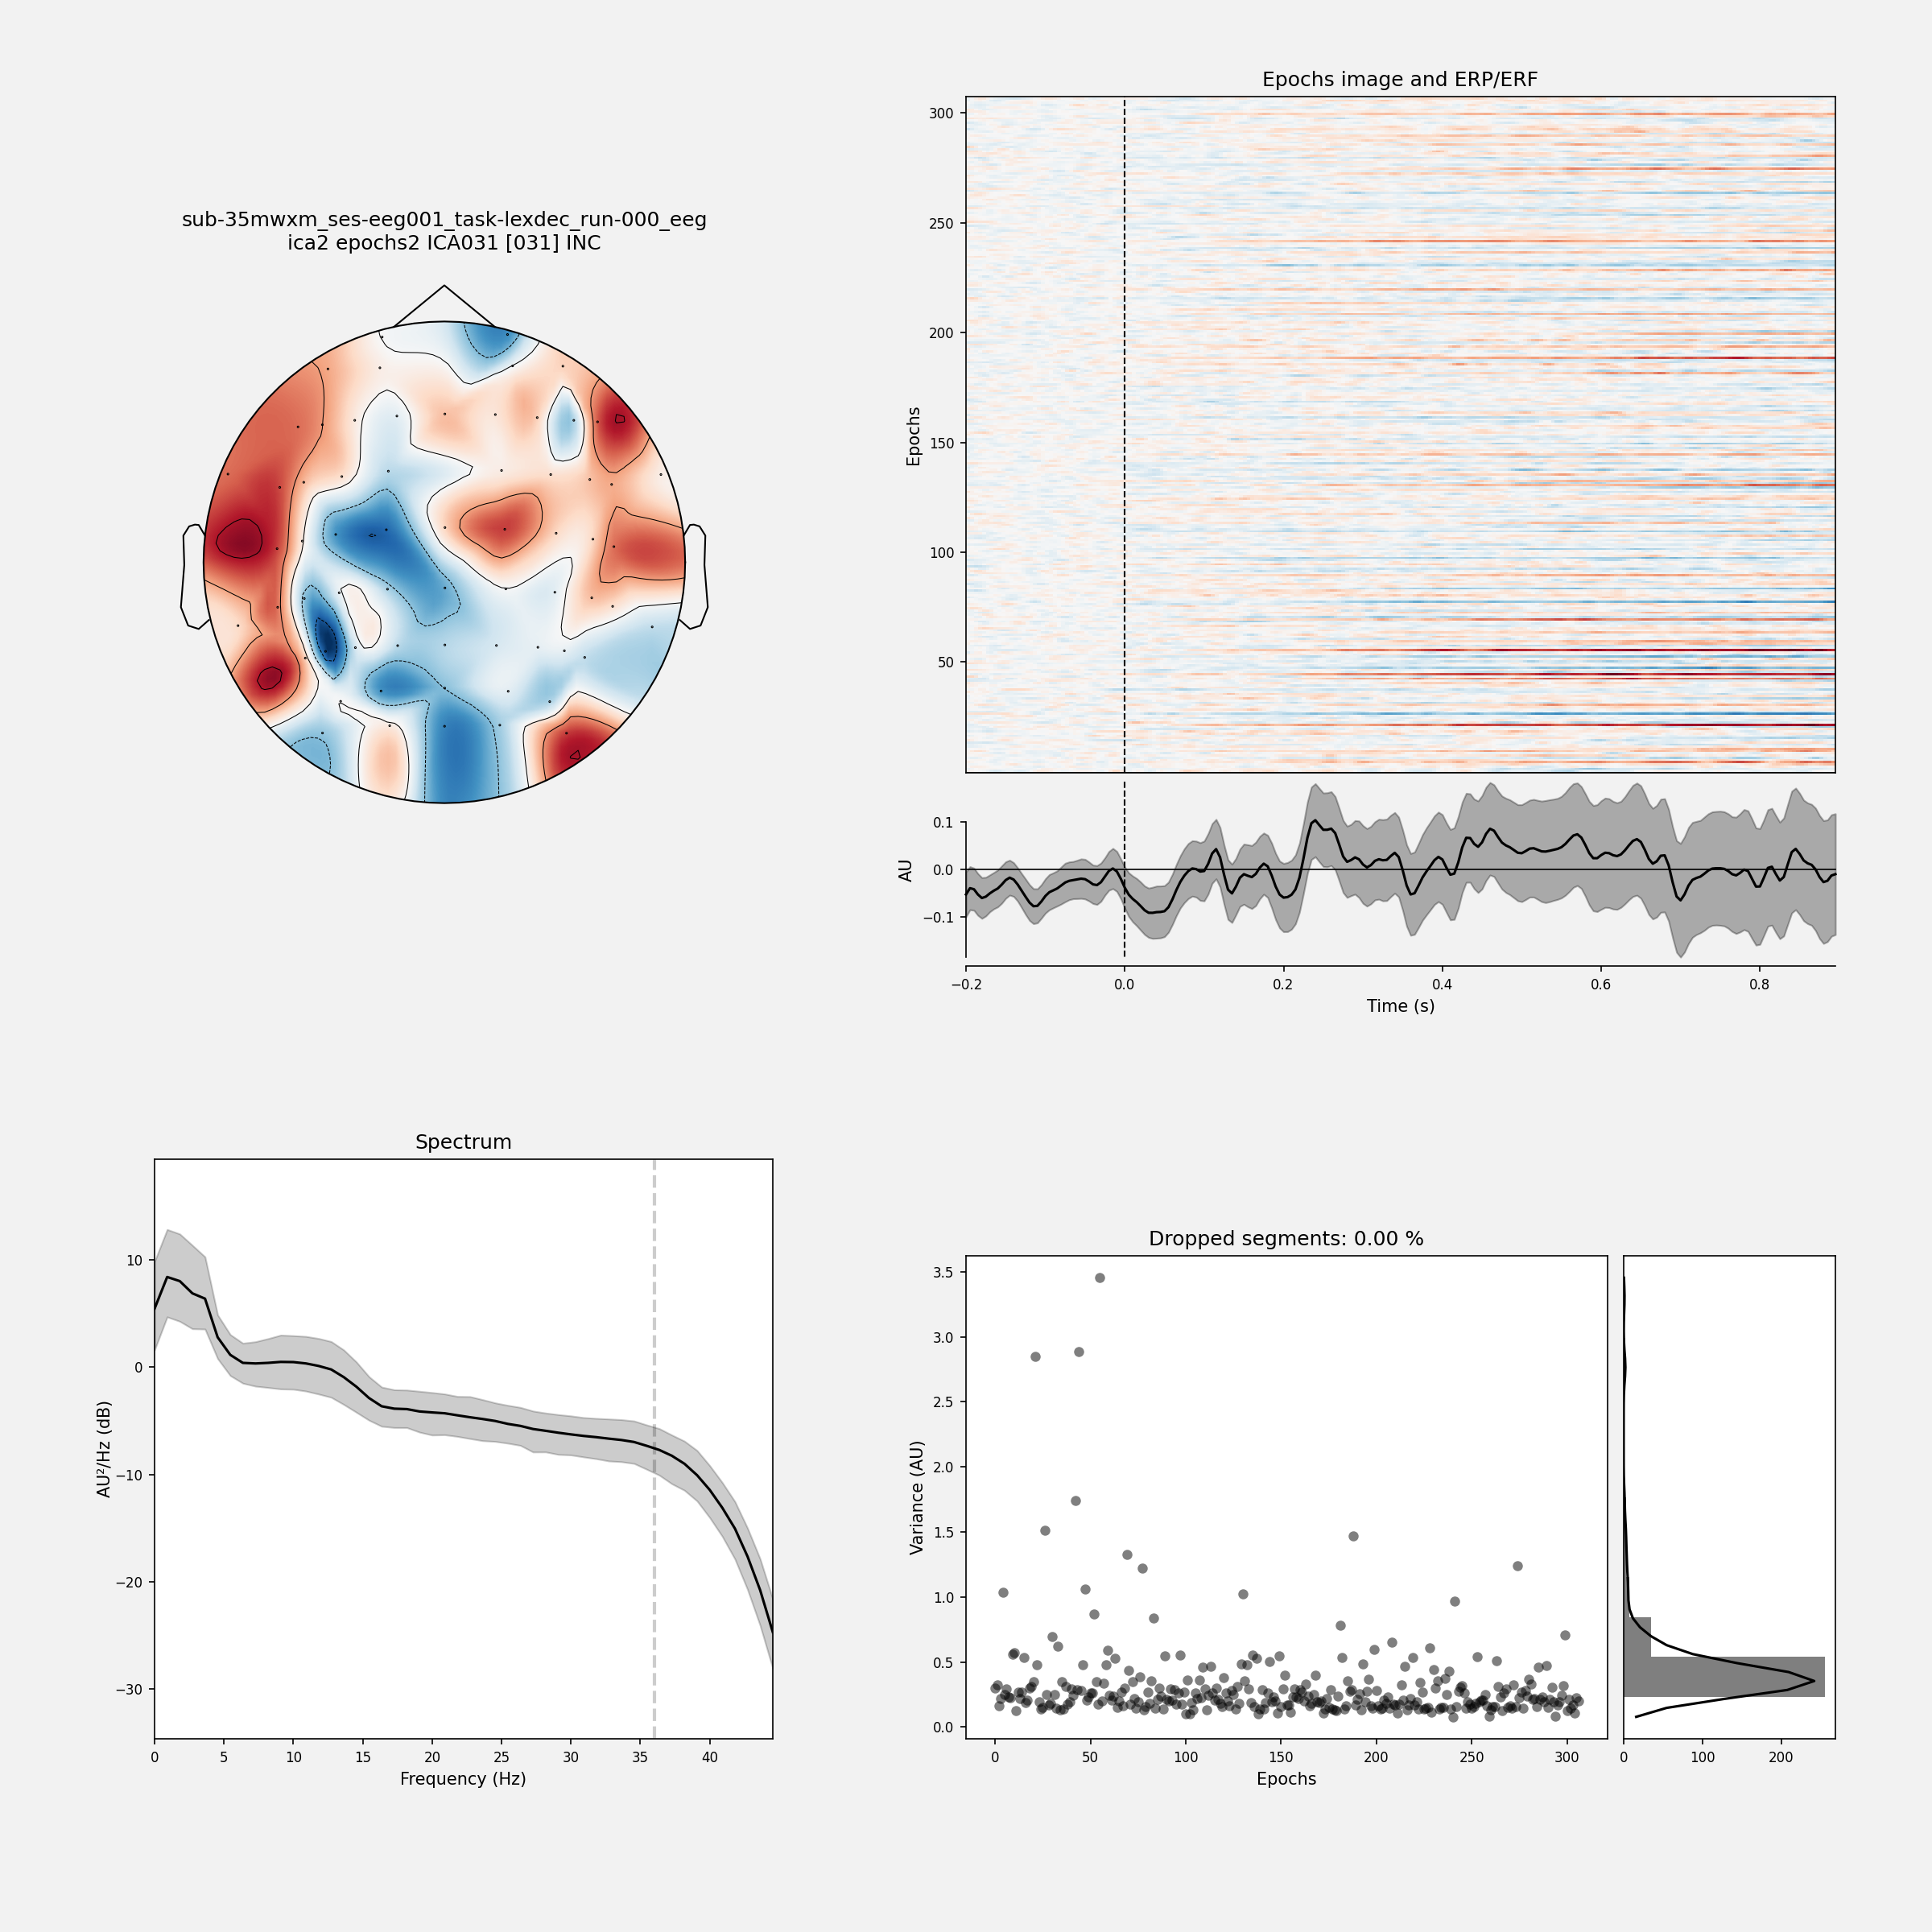 sub-35mwxm_ses-eeg001_task-lexdec_run-000_eeg
ica2 epochs2 ICA031 [031] INC
Epochs image and ERP/ERF
300
250
200
150
100
50
Epochs
0.1
0.0
−0.1
AU
−0.2 0.0 0.2 0.4 0.6 0.8
Time (s)
Spectrum
10
0
−10
−20
−30
AU²/Hz (dB)
0 5 10 15 20 25 30 35 40
Frequency (Hz)
Dropped segments: 0.00 %
3.5
3.0
2.5
2.0
1.5
1.0
0.5
0.0
Variance (AU)
0 50 100 150 200 250 300
Epochs
0 100 200